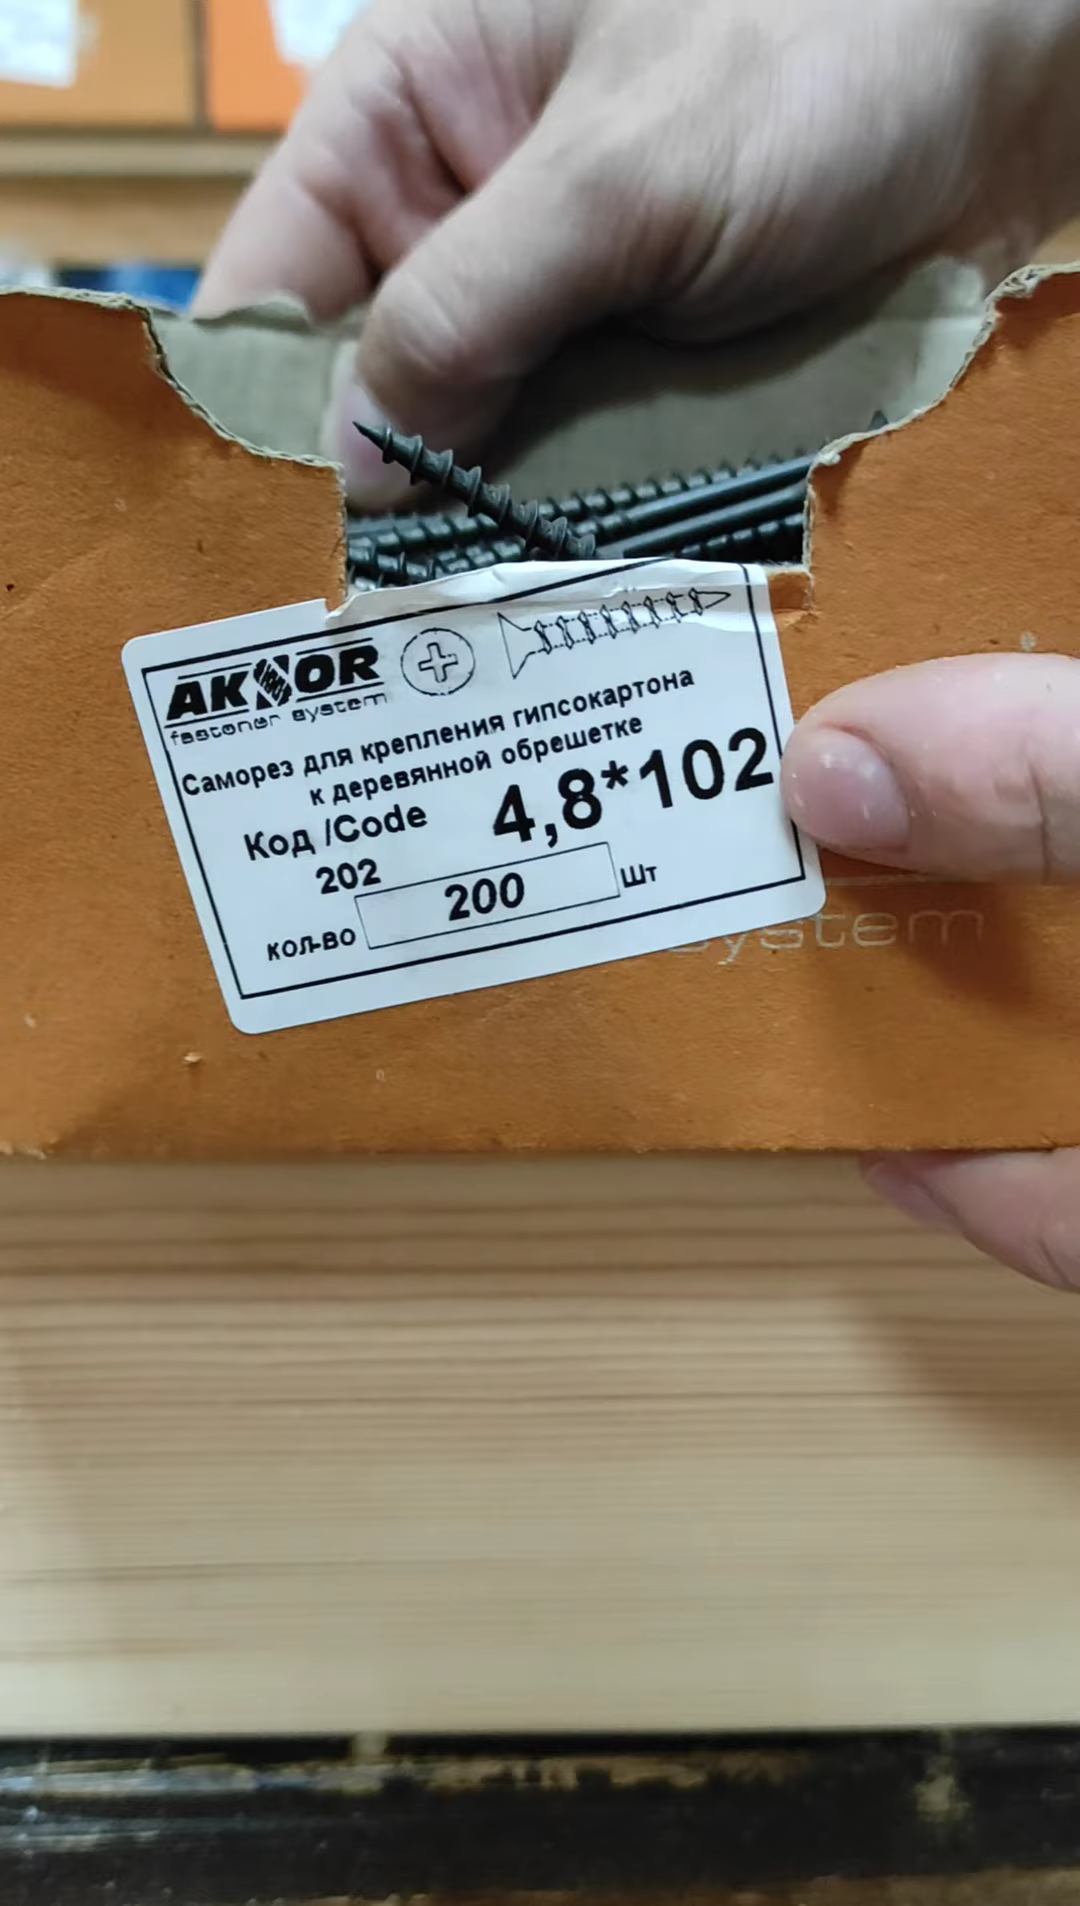 AKNOR
fastener system
Саморез для крепления гипсокартона
к деревянной обрешетке
Код /Code 4,8*102
202
кол-во 200 Шт
system